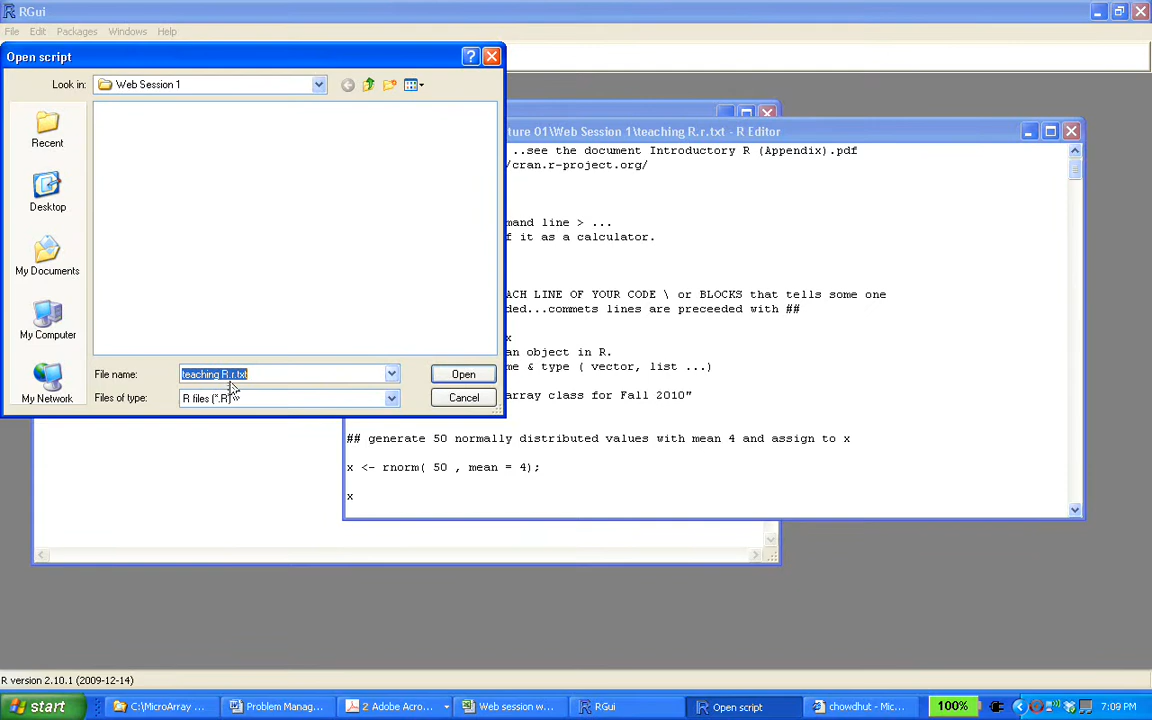 RGui
File Edit Packages Windows Help
Open script
Look in: Web Session 1
Recent
Desktop
My Documents
My Computer
My Network
File name: teaching R.r.txt
Open
Files of type: R files (*.R)
Cancel
ture 01\Web Session 1\teaching R.r.txt - R Editor
..see the document Introductory R (Appendix).pdf
/cran.r-project.org/
mand line > ...
f it as a calculator.
ACH LINE OF YOUR CODE \ or BLOCKS that tells some one
ded...commets lines are preceeded with ##
x
an object in R.
me & type ( vector, list ...)
array class for Fall 2010"
## generate 50 normally distributed values with mean 4 and assign to x
x <- rnorm( 50 , mean = 4);
x
R version 2.10.1 (2009-12-14)
start
C:\MicroArray
Problem Manag...
2 Adobe Acro...
Web session w...
RGui
Open script
chowdhut - Mic...
100%
7:09 PM